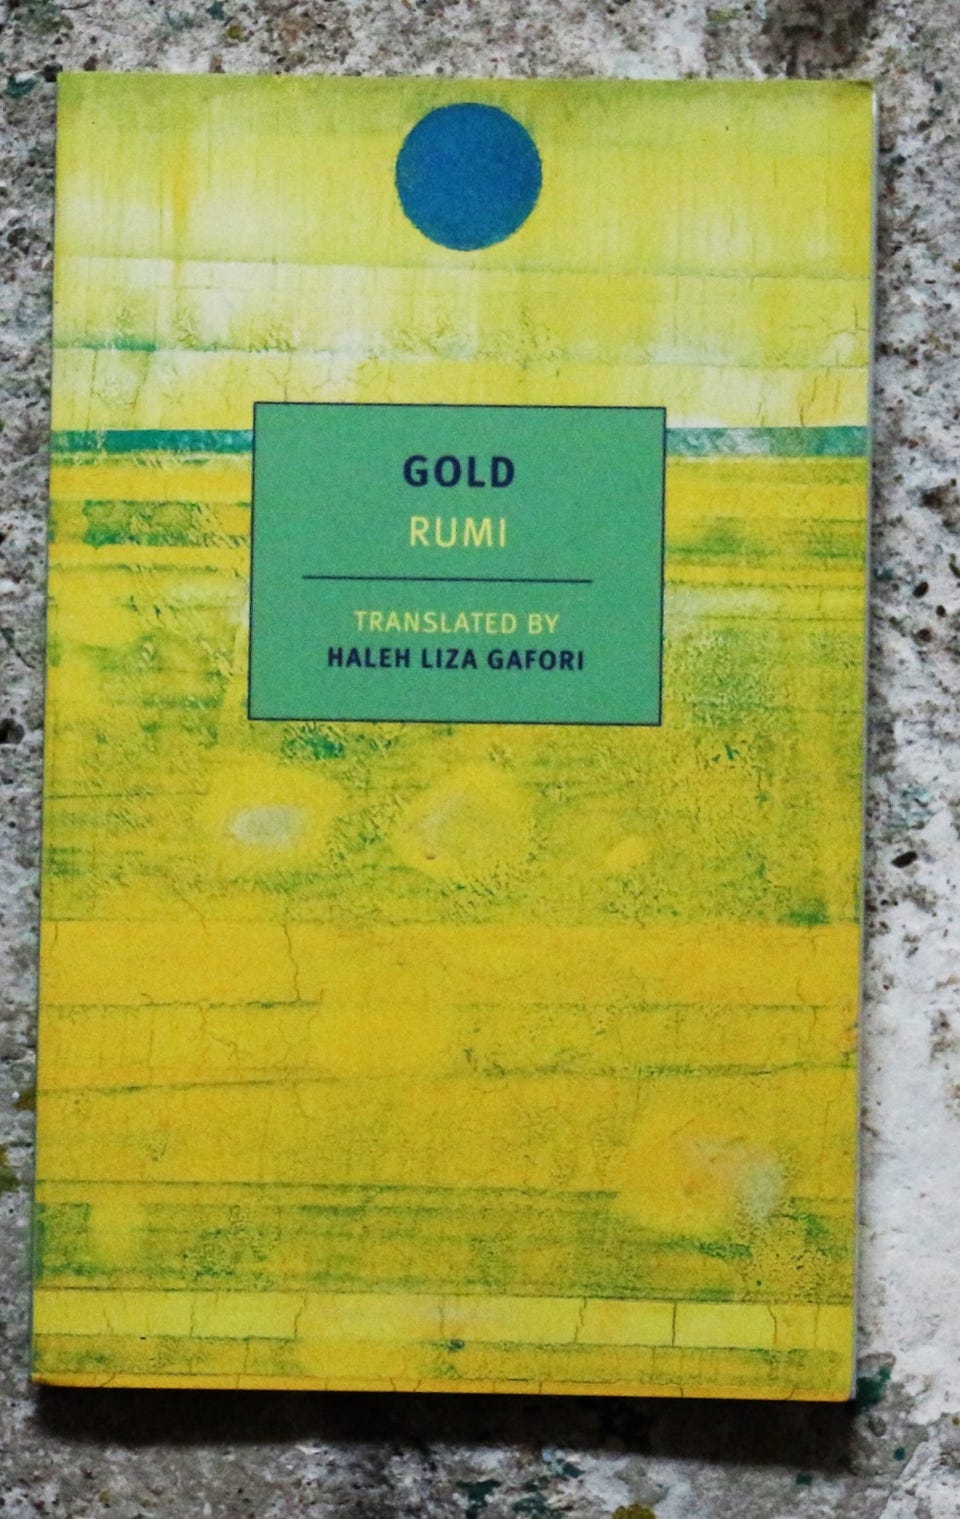 GOLD
RUMI
TRANSLATED BY
HALEH LIZA GAFORI